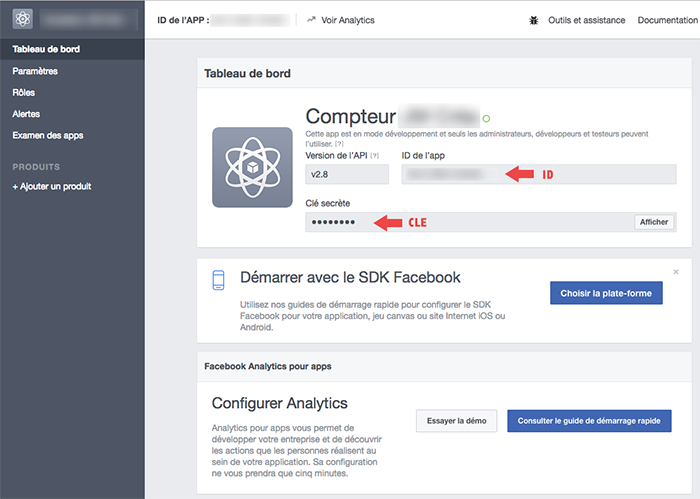 ID de l'APP :
Voir Analytics
Outils et assistance
Documentation
Tableau de bord
Paramètres
Rôles
Alertes
Examen des apps
PRODUITS
+ Ajouter un produit
Tableau de bord
Compteur
Cette app est en mode développement et seuls les administrateurs, développeurs et testeurs peuvent
l'utiliser. [?]
Version de l'API [?]
ID de l'app
v2.8
ID
Clé secrète
●●●●●●●●
CLE
Afficher
Démarrer avec le SDK Facebook
Utilisez nos guides de démarrage rapide pour configurer le SDK
Facebook pour votre application, jeu canvas ou site Internet iOS ou
Android.
Choisir la plate-forme
Facebook Analytics pour apps
Configurer Analytics
Analytics pour apps vous permet de
développer votre entreprise et de découvrir
les actions que les personnes réalisent au
sein de votre application. Sa configuration
ne vous prendra que cinq minutes.
Essayer la démo
Consulter le guide de démarrage rapide